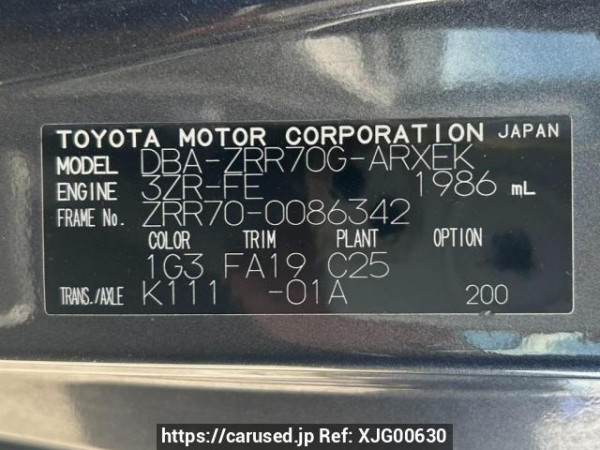 TOYOTA MOTOR CORPORATION JAPAN
MODEL DBA-ZRR70G-ARXEK
ENGINE 3ZR-FE 1986 mL
FRAME No. ZRR70-0086342
COLOR TRIM PLANT OPTION
1G3 FA19 C25
TRANS./AXLE K111 -01A 200
https://carused.jp Ref: XJG00630